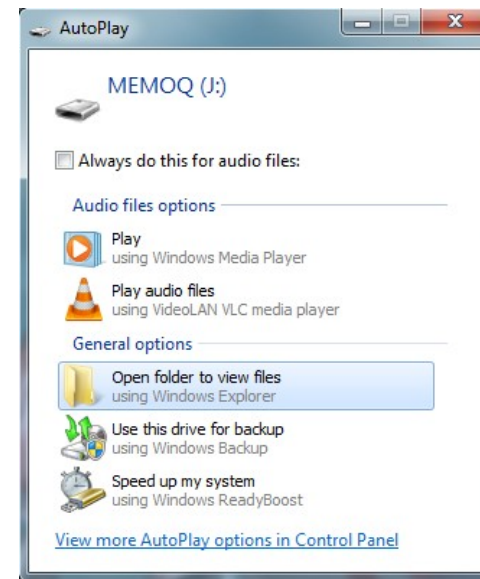 AutoPlay
MEMOQ (J:)
Always do this for audio files:
Audio files options
Play
using Windows Media Player
Play audio files
using VideoLAN VLC media player
General options
Open folder to view files
using Windows Explorer
Use this drive for backup
using Windows Backup
Speed up my system
using Windows ReadyBoost
View more AutoPlay options in Control Panel